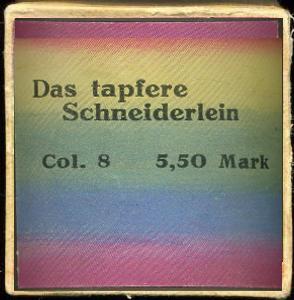 Das tapfere
Schneiderlein
Col. 8 5,50 Mark